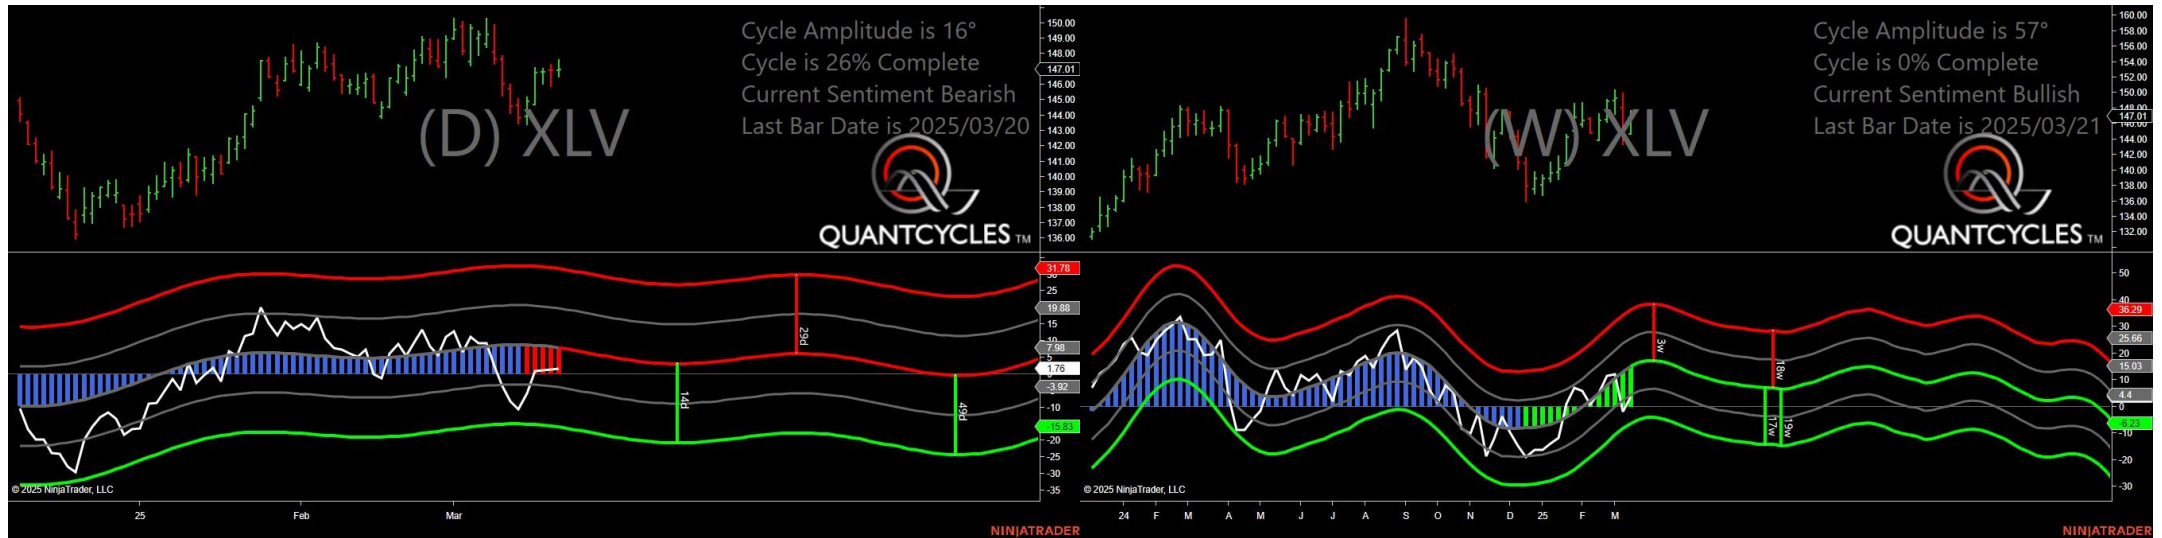 Cycle Amplitude is 16°
Cycle is 26% Complete
Current Sentiment Bearish
Last Bar Date is 2025/03/20
(D) XLV
QUANTCYCLES TM
150.00
149.00
148.00
147.01
146.00
145.00
144.00
143.00
142.00
141.00
140.00
139.00
138.00
137.00
136.00
31.78
25
19.88
15
7.98
5
1.76
-3.92
-10
-15.83
-20
-25
-30
-35
29d
14d
49d
© 2025 NinjaTrader, LLC
25 Feb Mar
NINJATRADER
Cycle Amplitude is 57°
Cycle is 0% Complete
Current Sentiment Bullish
Last Bar Date is 2025/03/21
(W) XLV
QUANTCYCLES TM
160.00
158.00
156.00
154.00
152.00
150.00
148.00
147.01
146.00
144.00
142.00
140.00
138.00
136.00
134.00
132.00
50
40
36.29
30
25.66
20
15.03
10
4.4
0
-6.23
-10
-20
-30
3w
18w
17w
19w
© 2025 NinjaTrader, LLC
24 F M A M J J A S O N D 25 F M
NINJATRADER